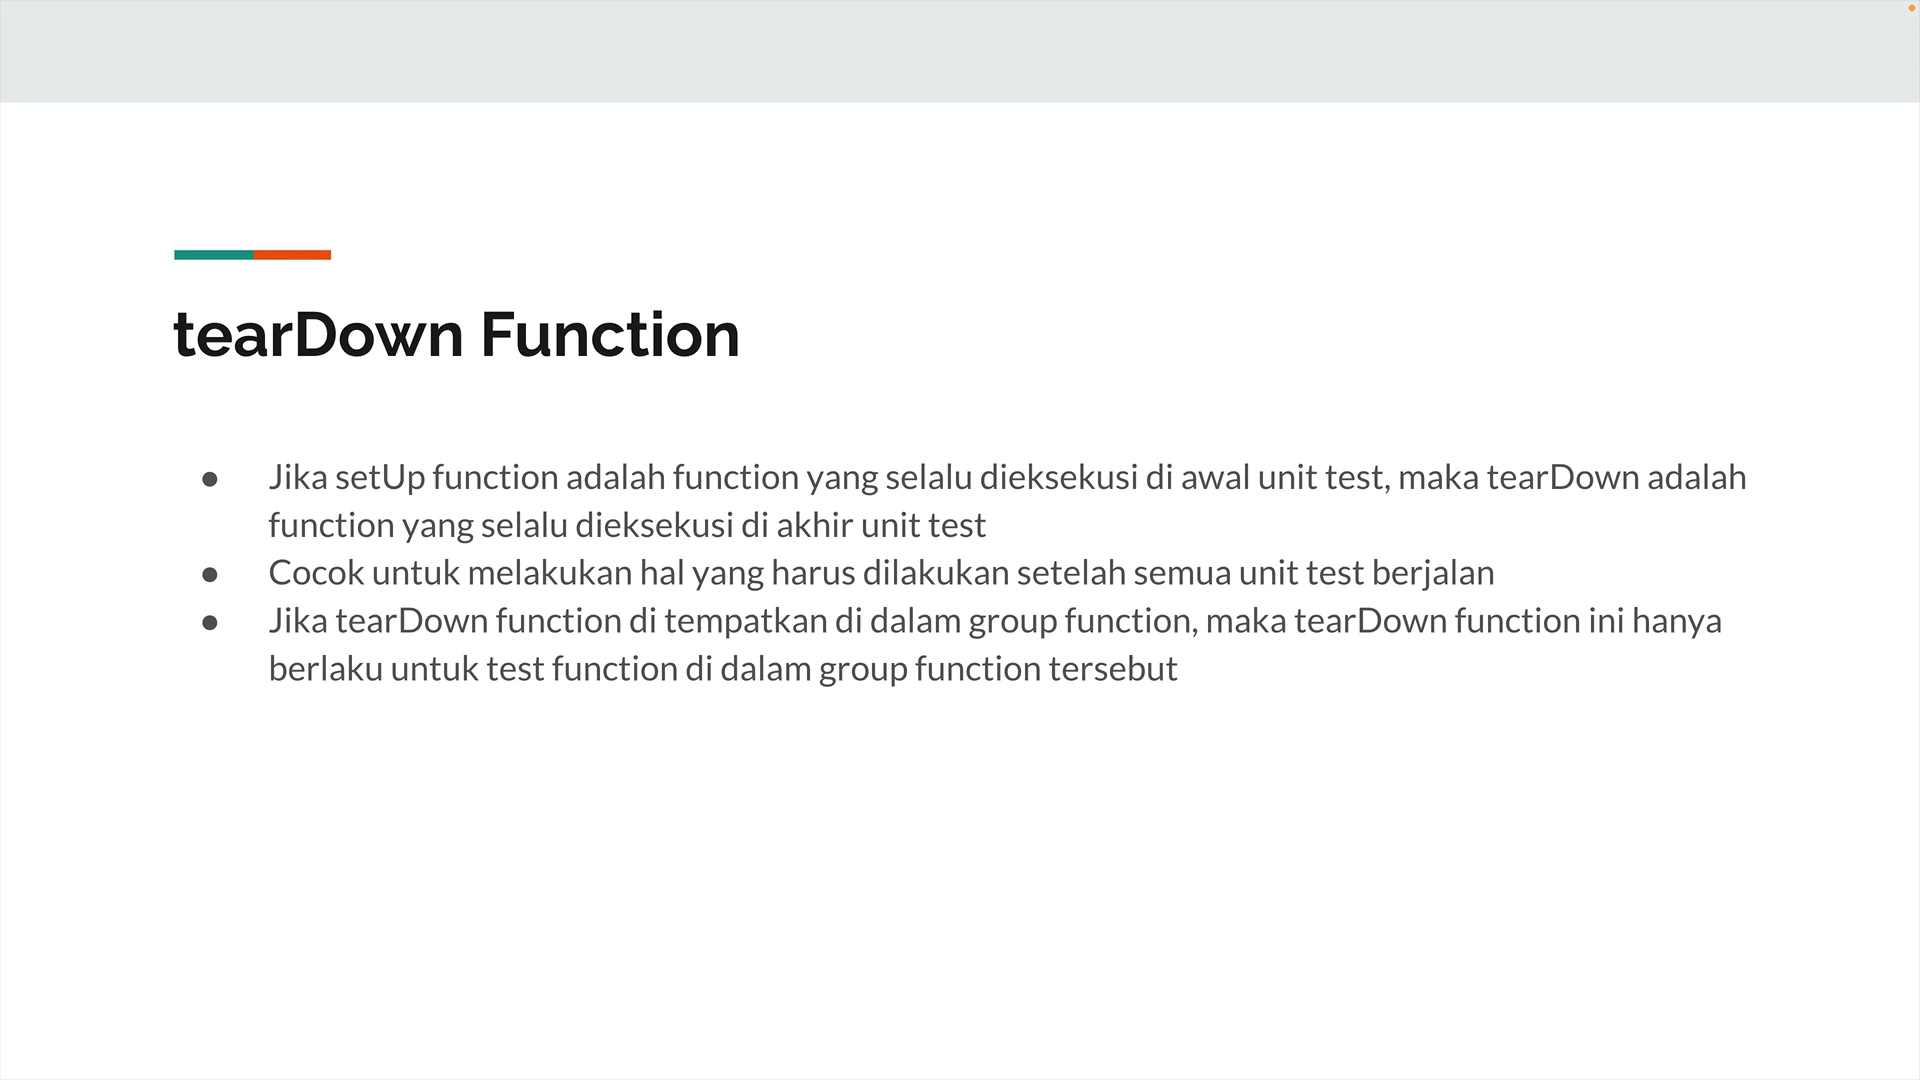 tearDown Function
● Jika setUp function adalah function yang selalu dieksekusi di awal unit test, maka tearDown adalah
function yang selalu dieksekusi di akhir unit test
● Cocok untuk melakukan hal yang harus dilakukan setelah semua unit test berjalan
● Jika tearDown function di tempatkan di dalam group function, maka tearDown function ini hanya
berlaku untuk test function di dalam group function tersebut